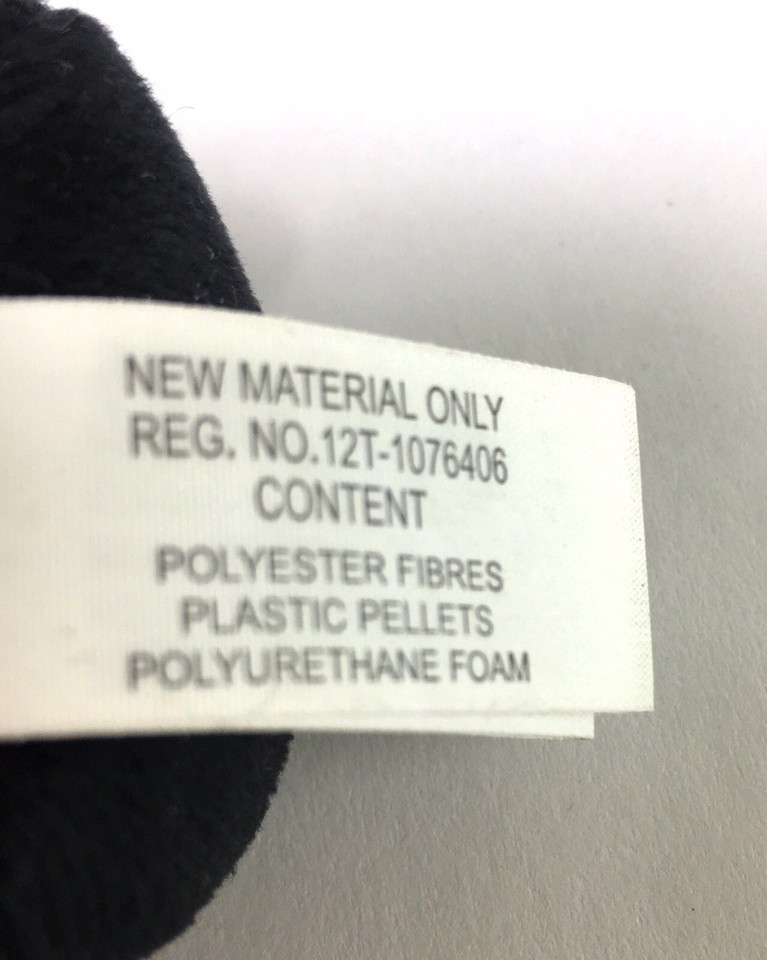 NEW MATERIAL ONLY
REG. NO.12T-1076406
CONTENT
POLYESTER FIBRES
PLASTIC PELLETS
POLYURETHANE FOAM